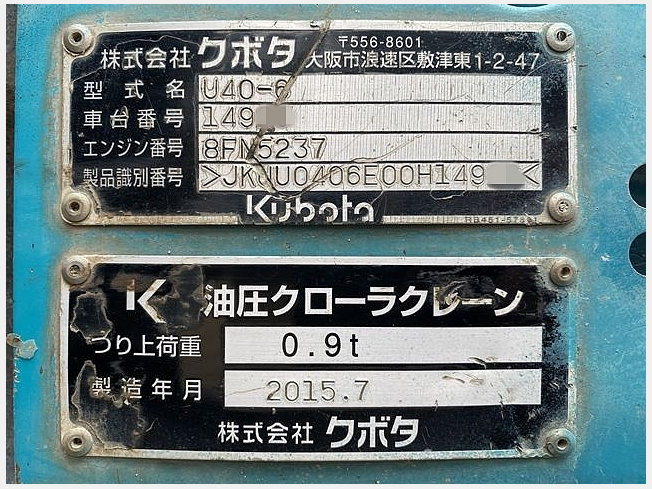 株式会社 クボタ 〒556-8601
大阪市浪速区敷津東1-2-47
型式名 U40-6
車台番号 149
エンジン番号 8FN5237
製品識別番号 >JKUU0406E00H149 <
Kubota
RB451-57891
油圧クローラクレーン
つり上荷重 0.9t
製造年月 2015.7
株式会社 クボタ